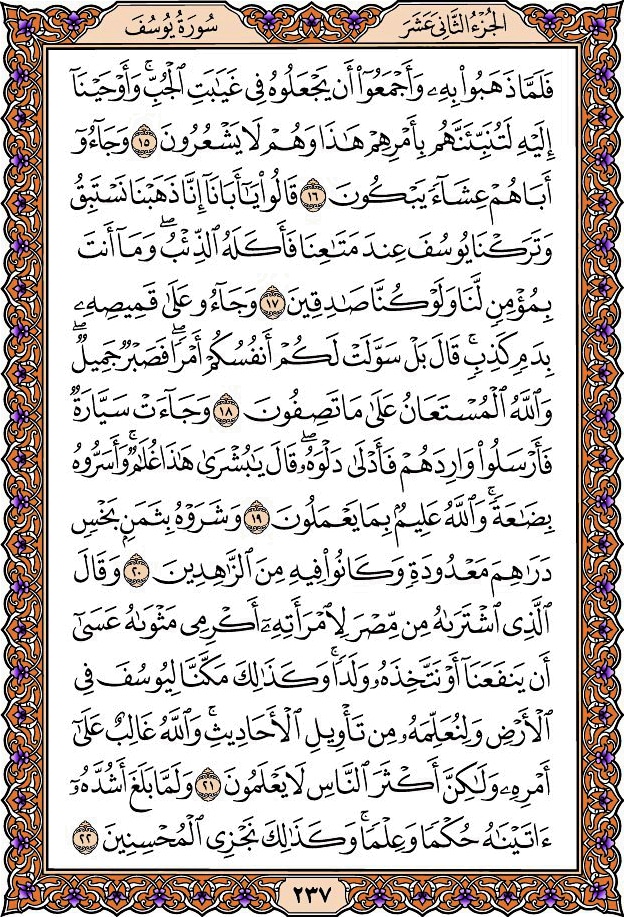 الجُزْءُ الثَّانِي عَشَرَ
سُورَةُ يُوسُفَ
فَلَمَّا ذَهَبُوا۟ بِهِۦ وَأَجْمَعُوٓا۟ أَن يَجْعَلُوهُ فِى غَيَـٰبَتِ ٱلْجُبِّ ۚ وَأَوْحَيْنَآ
إِلَيْهِ لَتُنَبِّئَنَّهُم بِأَمْرِهِمْ هَـٰذَا وَهُمْ لَا يَشْعُرُونَ ١٥ وَجَآءُوٓ
أَبَاهُمْ عِشَآءً يَبْكُونَ ١٦ قَالُوا۟ يَـٰٓأَبَانَآ إِنَّا ذَهَبْنَا نَسْتَبِقُ
وَتَرَكْنَا يُوسُفَ عِندَ مَتَـٰعِنَا فَأَكَلَهُ ٱلذِّئْبُ ۖ وَمَآ أَنتَ
بِمُؤْمِنٍ لَّنَا وَلَوْ كُنَّا صَـٰدِقِينَ ١٧ وَجَآءُو عَلَىٰ قَمِيصِهِۦ
بِدَمٍ كَذِبٍ ۚ قَالَ بَلْ سَوَّلَتْ لَكُمْ أَنفُسُكُمْ أَمْرًا ۖ فَصَبْرٌ جَمِيلٌ ۖ
وَٱللَّهُ ٱلْمُسْتَعَانُ عَلَىٰ مَا تَصِفُونَ ١٨ وَجَآءَتْ سَيَّارَةٌ
فَأَرْسَلُوا۟ وَارِدَهُمْ فَأَدْلَىٰ دَلْوَهُۥ ۖ قَالَ يَـٰبُشْرَىٰ هَـٰذَا غُلَـٰمٌ ۚ وَأَسَرُّوهُ
بِضَـٰعَةً ۚ وَٱللَّهُ عَلِيمٌۢ بِمَا يَعْمَلُونَ ١٩ وَشَرَوْهُ بِثَمَنٍۭ بَخْسٍ
دَرَٰهِمَ مَعْدُودَةٍ وَكَانُوا۟ فِيهِ مِنَ ٱلزَّٰهِدِينَ ٢٠ وَقَالَ
ٱلَّذِى ٱشْتَرَىٰهُ مِن مِّصْرَ لِٱمْرَأَتِهِۦٓ أَكْرِمِى مَثْوَىٰهُ عَسَىٰٓ
أَن يَنفَعَنَآ أَوْ نَتَّخِذَهُۥ وَلَدًا ۚ وَكَذَٰلِكَ مَكَّنَّا لِيُوسُفَ فِى
ٱلْأَرْضِ وَلِنُعَلِّمَهُۥ مِن تَأْوِيلِ ٱلْأَحَادِيثِ ۚ وَٱللَّهُ غَالِبٌ عَلَىٰٓ
أَمْرِهِۦ وَلَـٰكِنَّ أَكْثَرَ ٱلنَّاسِ لَا يَعْلَمُونَ ٢١ وَلَمَّا بَلَغَ أَشُدَّهُۥٓ
ءَاتَيْنَـٰهُ حُكْمًا وَعِلْمًا ۚ وَكَذَٰلِكَ نَجْزِى ٱلْمُحْسِنِينَ ٢٢
٢٣٧